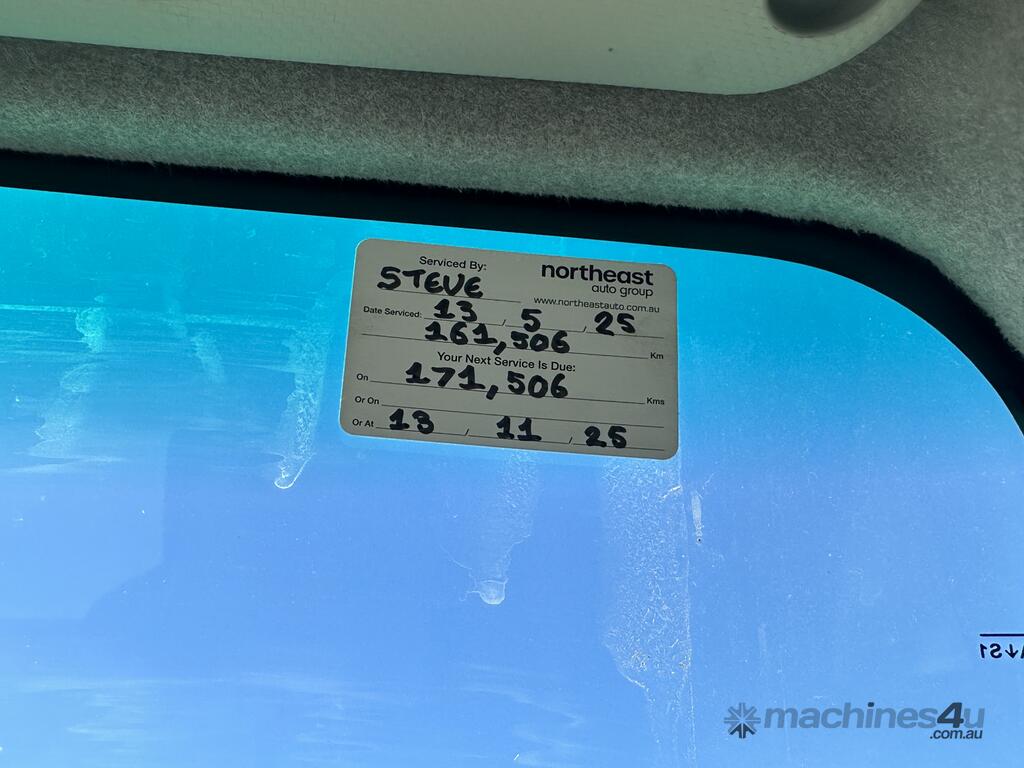 Serviced By:
STEVE
northeast
auto group
www.northeastauto.com.au
Date Serviced: 13 / 5 / 25
161,506 Km
Your Next Service Is Due:
On 171,506 Kms
Or On
Or At 13 / 11 / 25
A↓S1
machines4u
.com.au